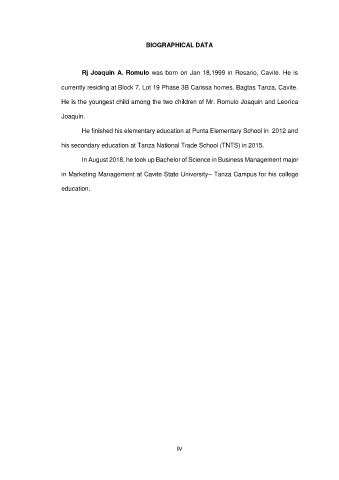 BIOGRAPHICAL DATA
Rj Joaquin A. Romulo was born on Jan 18,1999 in Rosario, Cavite. He is
currently residing at Block 7, Lot 19 Phase 3B Carissa homes, Bagtas Tanza, Cavite.
He is the youngest child among the two children of Mr. Romulo Joaquin and Leorica
Joaquin.
He finished his elementary education at Punta Elementary School in 2012 and
his secondary education at Tanza National Trade School (TNTS) in 2015.
In August 2018, he took up Bachelor of Science in Business Management major
in Marketing Management at Cavite State University– Tanza Campus for his college
education.
iv